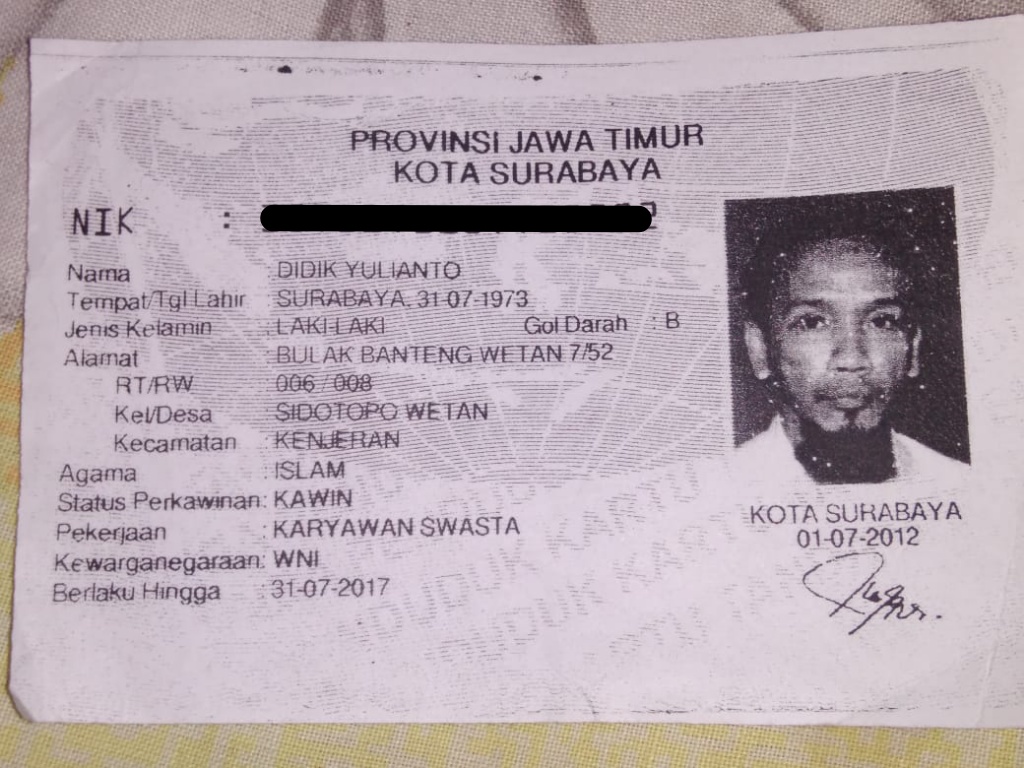 PROVINSI JAWA TIMUR
KOTA SURABAYA
NIK :
Nama : DIDIK YULIANTO
Tempat/Tgl Lahir : SURABAYA, 31-07-1973
Jenis Kelamin : LAKI-LAKI Gol Darah : B
Alamat : BULAK BANTENG WETAN 7/52
RT/RW : 006 / 008
Kel/Desa : SIDOTOPO WETAN
Kecamatan : KENJERAN
Agama : ISLAM
Status Perkawinan: KAWIN
Pekerjaan : KARYAWAN SWASTA
Kewarganegaraan: WNI
Berlaku Hingga : 31-07-2017
KOTA SURABAYA
01-07-2012